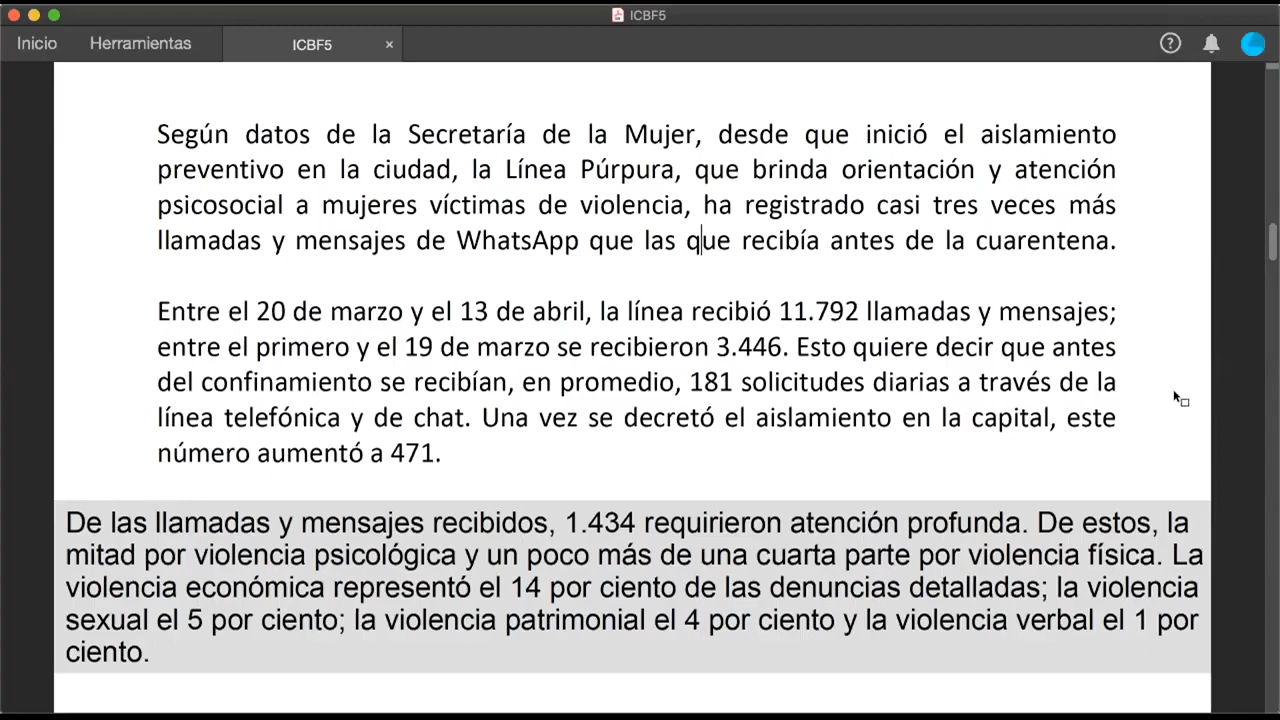 ICBF5
Inicio Herramientas ICBF5 ×
Según datos de la Secretaría de la Mujer, desde que inició el aislamiento
preventivo en la ciudad, la Línea Púrpura, que brinda orientación y atención
psicosocial a mujeres víctimas de violencia, ha registrado casi tres veces más
llamadas y mensajes de WhatsApp que las que recibía antes de la cuarentena.
Entre el 20 de marzo y el 13 de abril, la línea recibió 11.792 llamadas y mensajes;
entre el primero y el 19 de marzo se recibieron 3.446. Esto quiere decir que antes
del confinamiento se recibían, en promedio, 181 solicitudes diarias a través de la
línea telefónica y de chat. Una vez se decretó el aislamiento en la capital, este
número aumentó a 471.
De las llamadas y mensajes recibidos, 1.434 requirieron atención profunda. De estos, la
mitad por violencia psicológica y un poco más de una cuarta parte por violencia física. La
violencia económica representó el 14 por ciento de las denuncias detalladas; la violencia
sexual el 5 por ciento; la violencia patrimonial el 4 por ciento y la violencia verbal el 1 por
ciento.